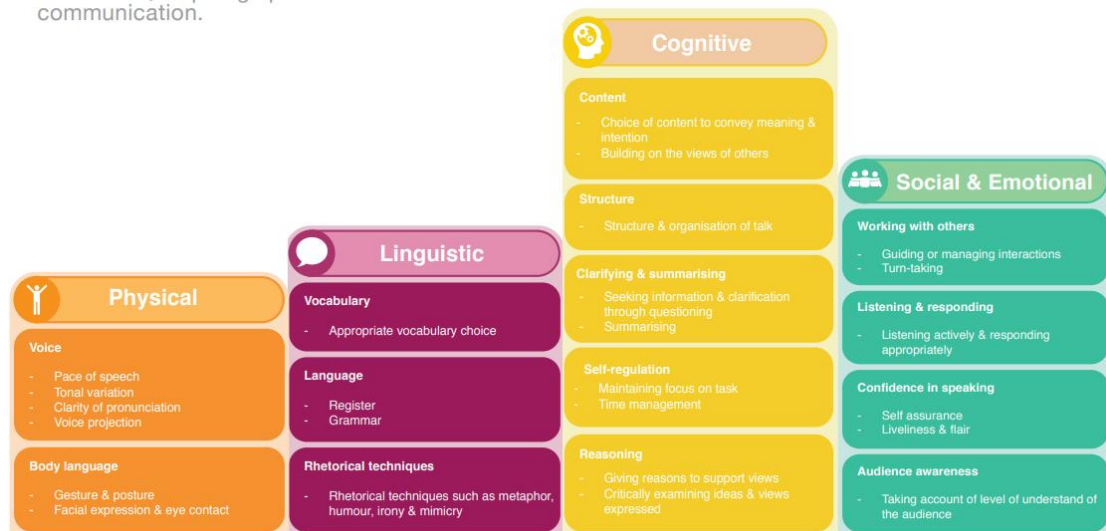 communication.
Physical
Voice
- Pace of speech
- Tonal variation
- Clarity of pronunciation
- Voice projection
Body language
- Gesture & posture
- Facial expression & eye contact
Linguistic
Vocabulary
- Appropriate vocabulary choice
Language
- Register
- Grammar
Rhetorical techniques
- Rhetorical techniques such as metaphor,
humour, irony & mimicry
Cognitive
Content
- Choice of content to convey meaning &
intention
- Building on the views of others
Structure
- Structure & organisation of talk
Clarifying & summarising
- Seeking information & clarification
through questioning
- Summarising
Self-regulation
- Maintaining focus on task
- Time management
Reasoning
- Giving reasons to support views
- Critically examining ideas & views
expressed
Social & Emotional
Working with others
- Guiding or managing interactions
- Turn-taking
Listening & responding
- Listening actively & responding
appropriately
Confidence in speaking
- Self assurance
- Liveliness & flair
Audience awareness
- Taking account of level of understand of
the audience